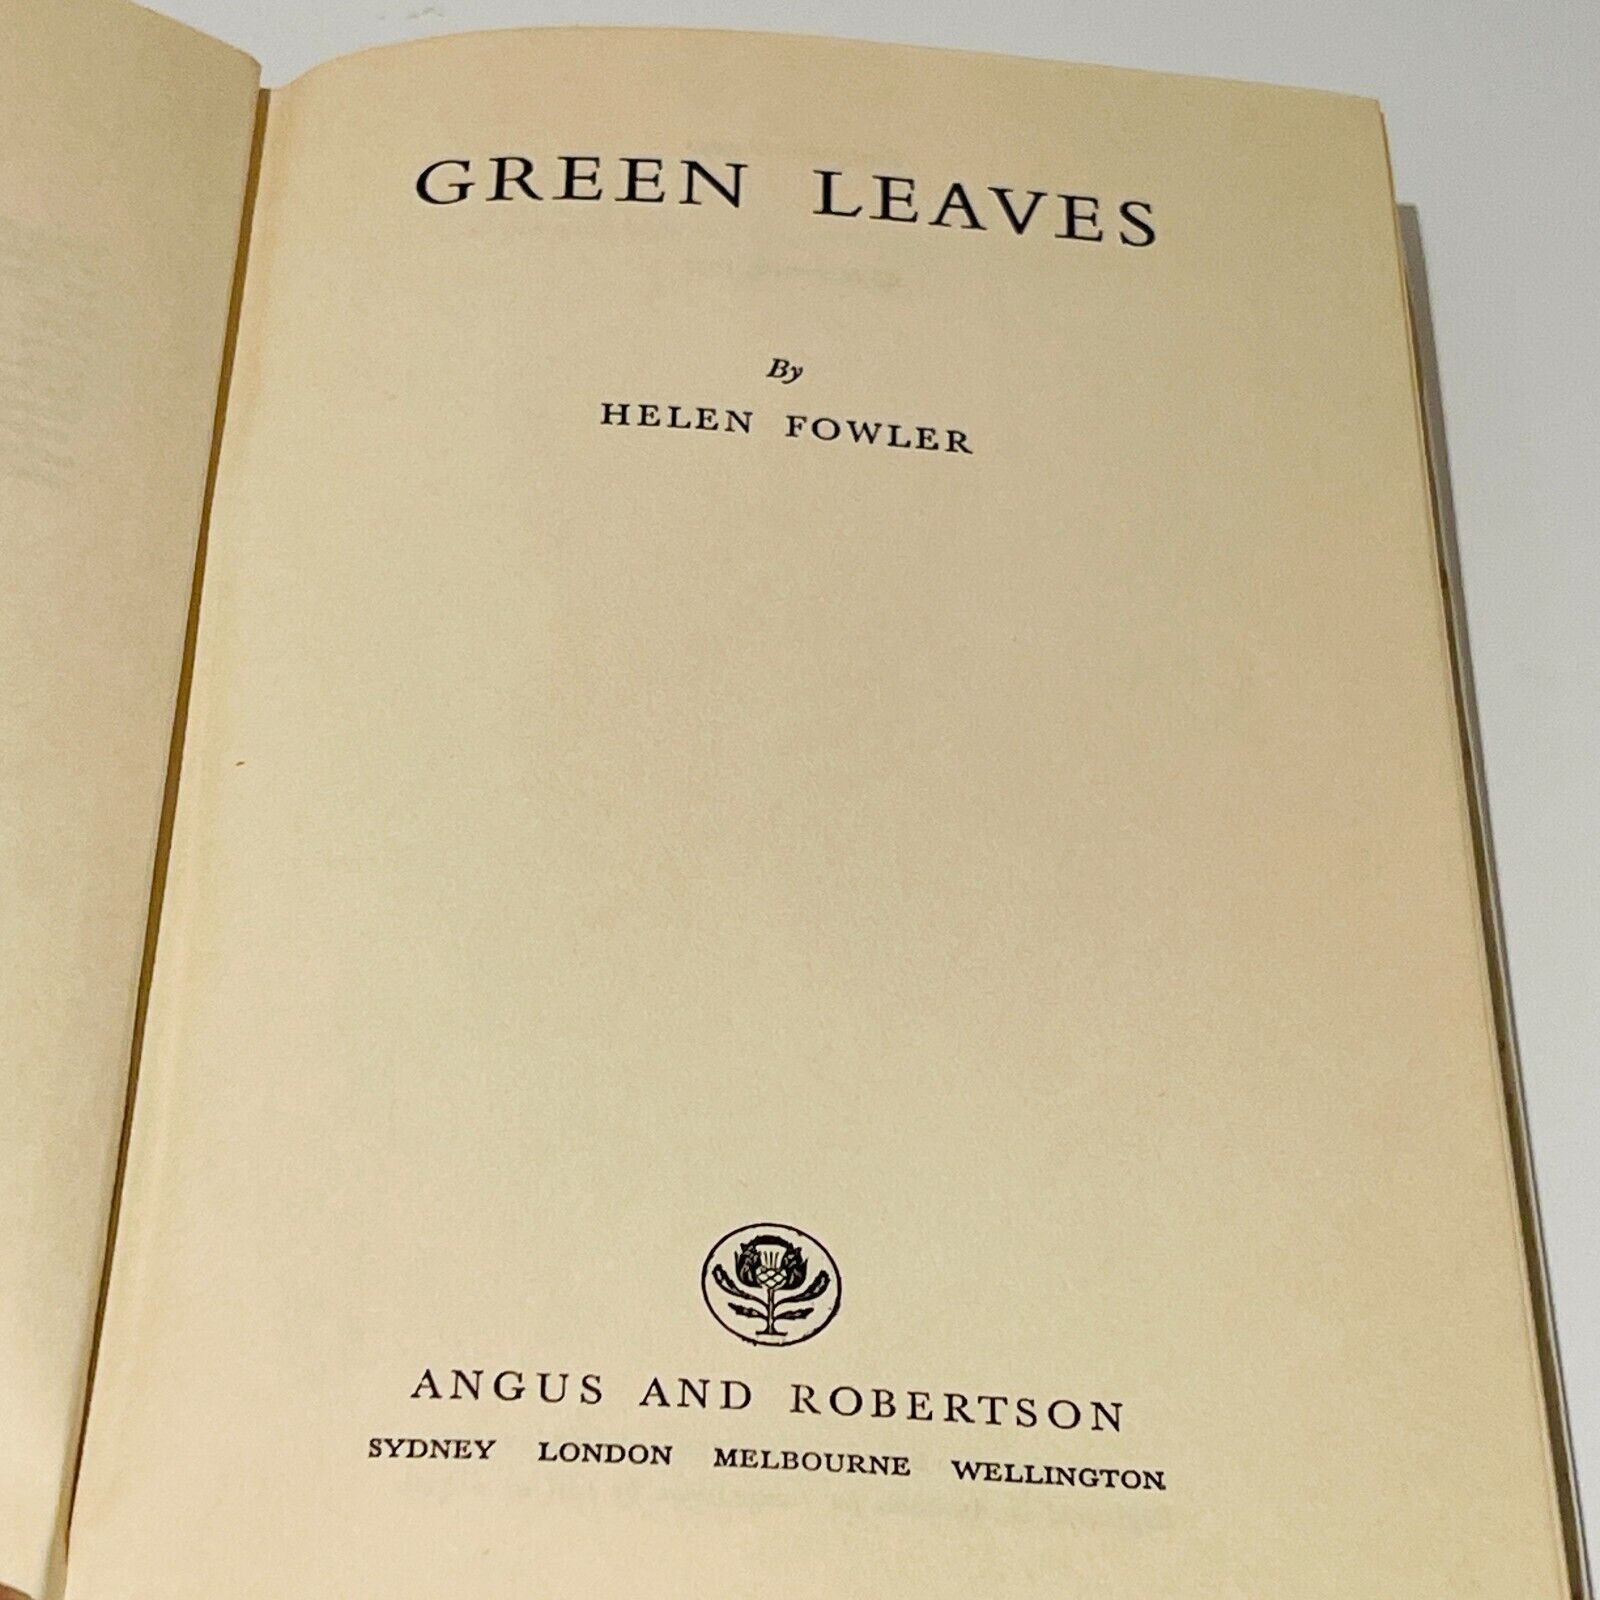 GREEN LEAVES
By
HELEN FOWLER
ANGUS AND ROBERTSON
SYDNEY LONDON MELBOURNE WELLINGTON